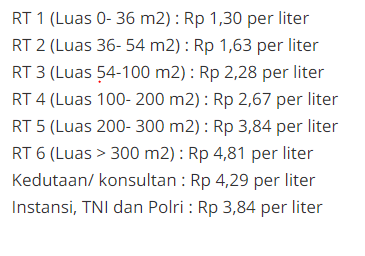 RT 1 (Luas 0- 36 m2) : Rp 1,30 per liter
RT 2 (Luas 36- 54 m2) : Rp 1,63 per liter
RT 3 (Luas 54-100 m2) : Rp 2,28 per liter
RT 4 (Luas 100- 200 m2) : Rp 2,67 per liter
RT 5 (Luas 200- 300 m2) : Rp 3,84 per liter
RT 6 (Luas > 300 m2) : Rp 4,81 per liter
Kedutaan/ konsultan : Rp 4,29 per liter
Instansi, TNI dan Polri : Rp 3,84 per liter